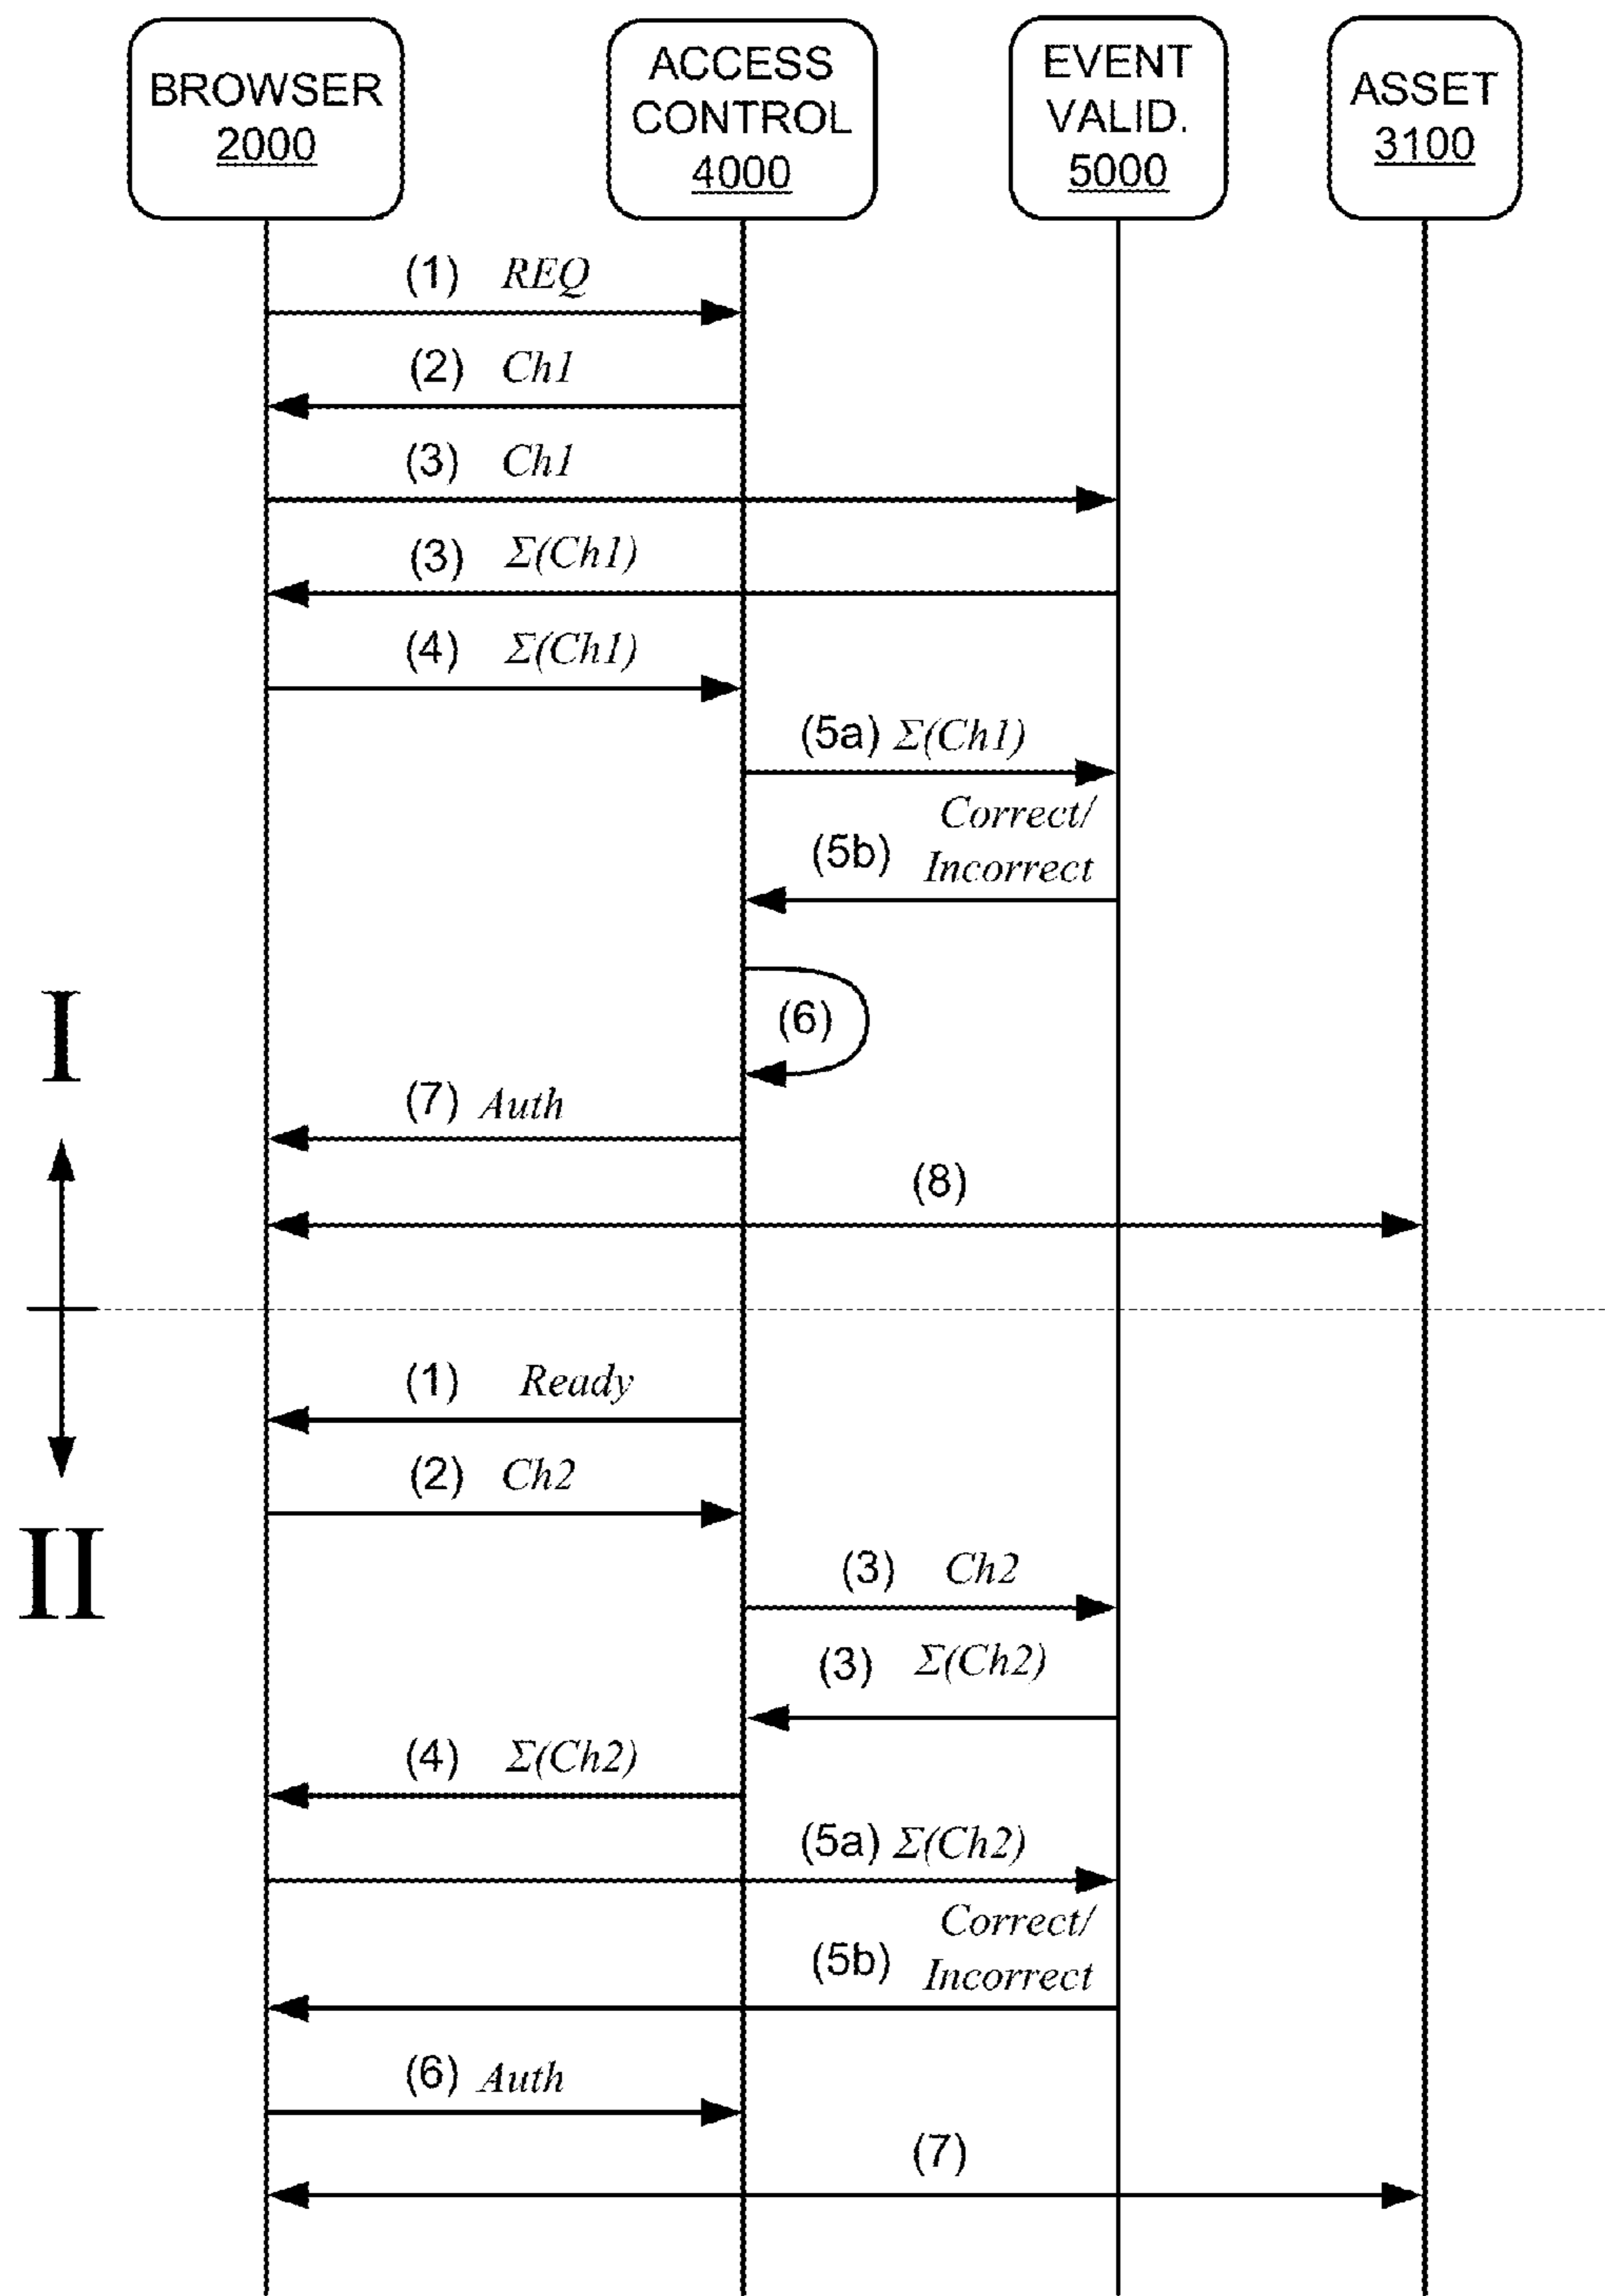 BROWSER
2000
ACCESS
CONTROL
4000
EVENT
VALID.
5000
ASSET
3100
(1) REQ
(2) Ch1
(3) Ch1
(3) Σ(Ch1)
(4) Σ(Ch1)
(5a) Σ(Ch1)
Correct/
(5b) Incorrect
(6)
I
(7) Auth
(8)
(1) Ready
(2) Ch2
II
(3) Ch2
(3) Σ(Ch2)
(4) Σ(Ch2)
(5a) Σ(Ch2)
Correct/
(5b) Incorrect
(6) Auth
(7)